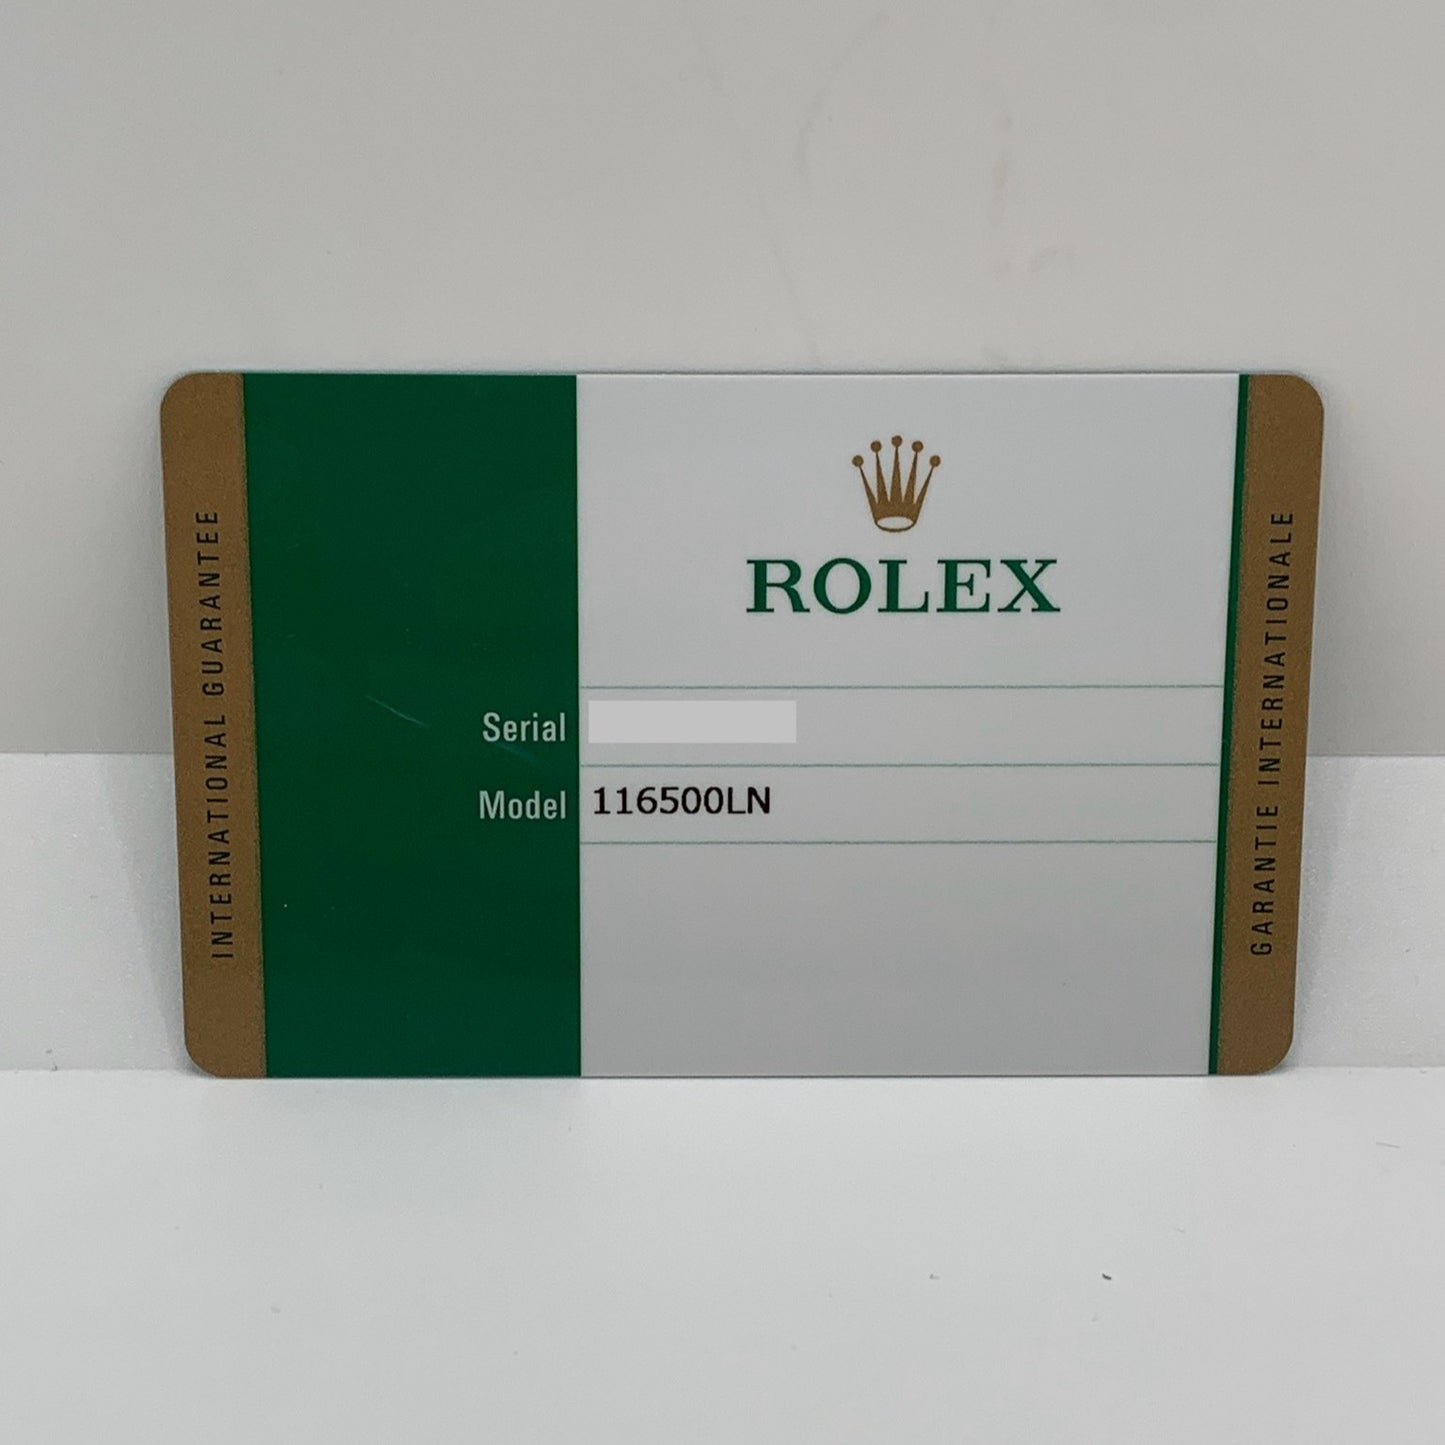 INTERNATIONAL GUARANTEE
ROLEX
Serial
Model 116500LN
GARANTIE INTERNATIONALE